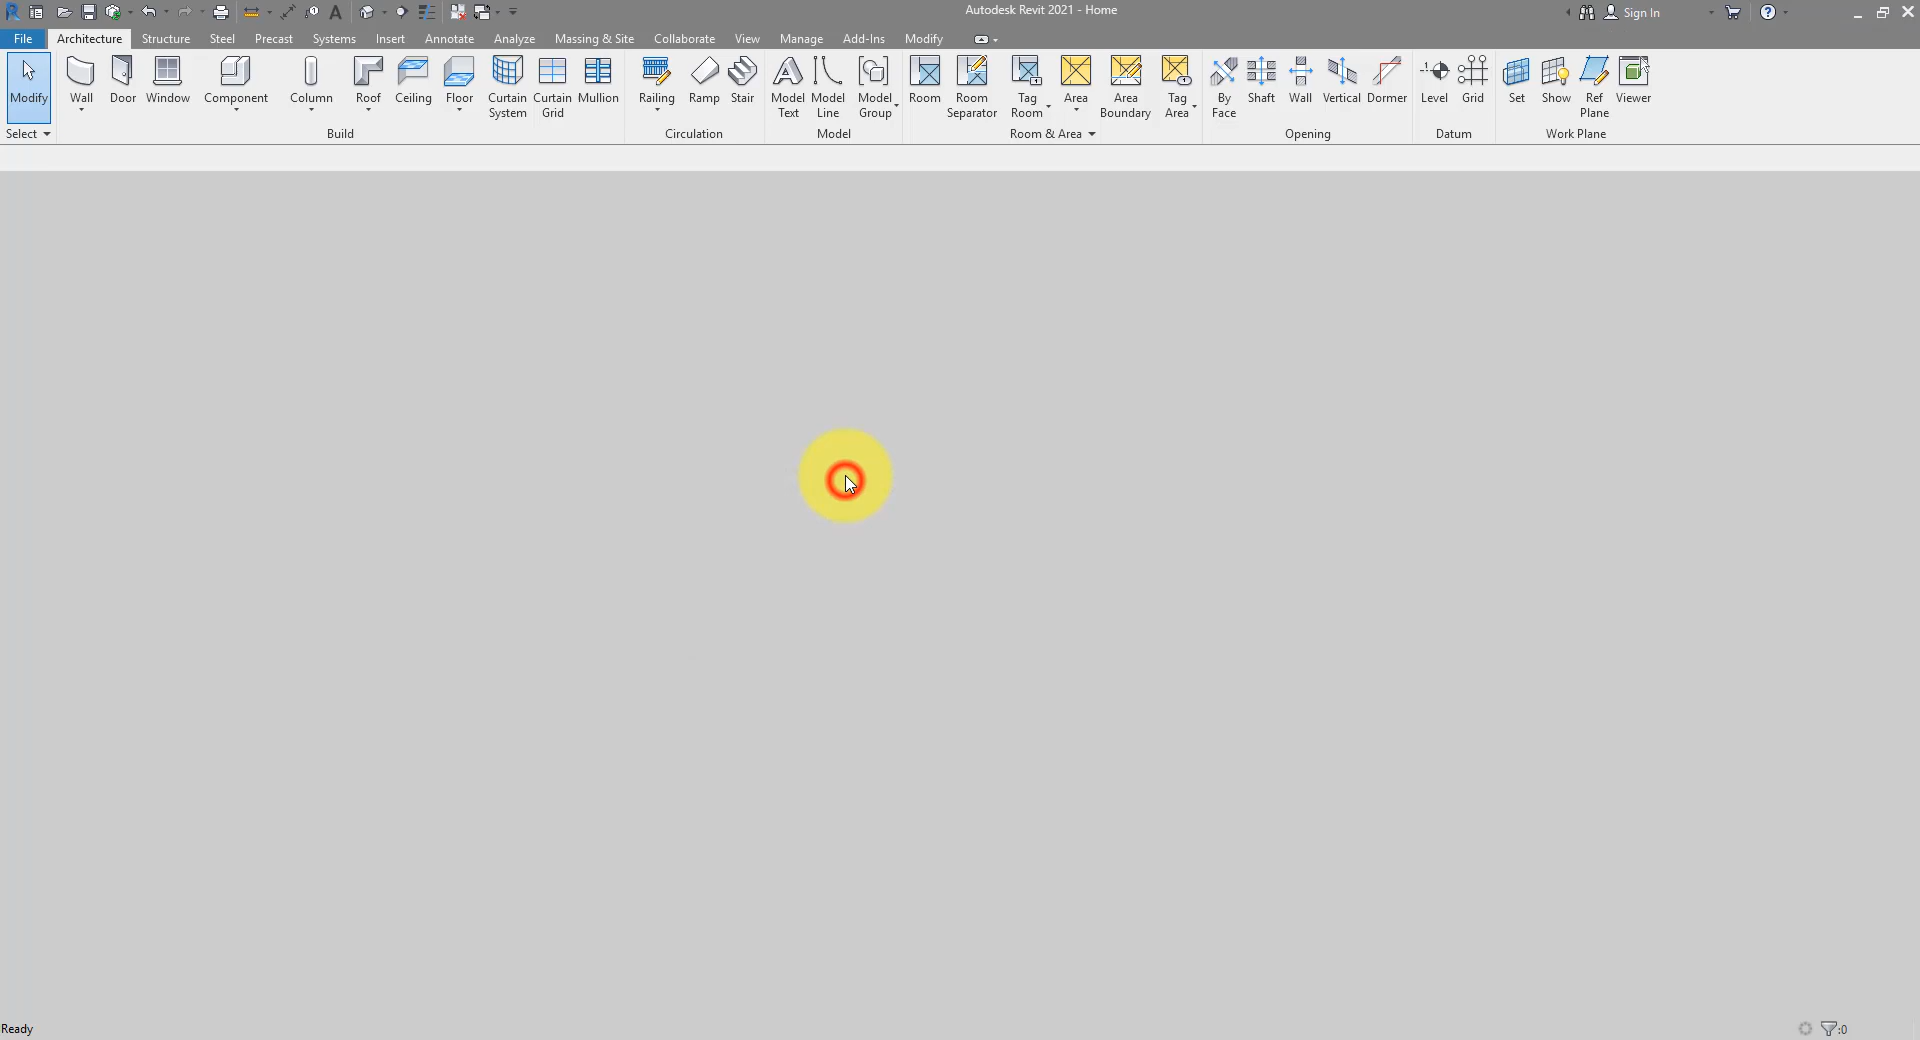 Autodesk Revit 2021 - Home
Sign In
File Architecture Structure Steel Precast Systems Insert Annotate Analyze Massing & Site Collaborate View Manage Add-Ins Modify
Modify Wall Door Window Component Column Roof Ceiling Floor Curtain System Curtain Grid Mullion Railing Ramp Stair Model Text Model Line Model Group Room Room Separator Tag Room Area Area Boundary Tag Area By Face Shaft Wall Vertical Dormer Level Grid Set Show Ref Plane Viewer
Select Build Circulation Model Room & Area Opening Datum Work Plane
Ready
:0